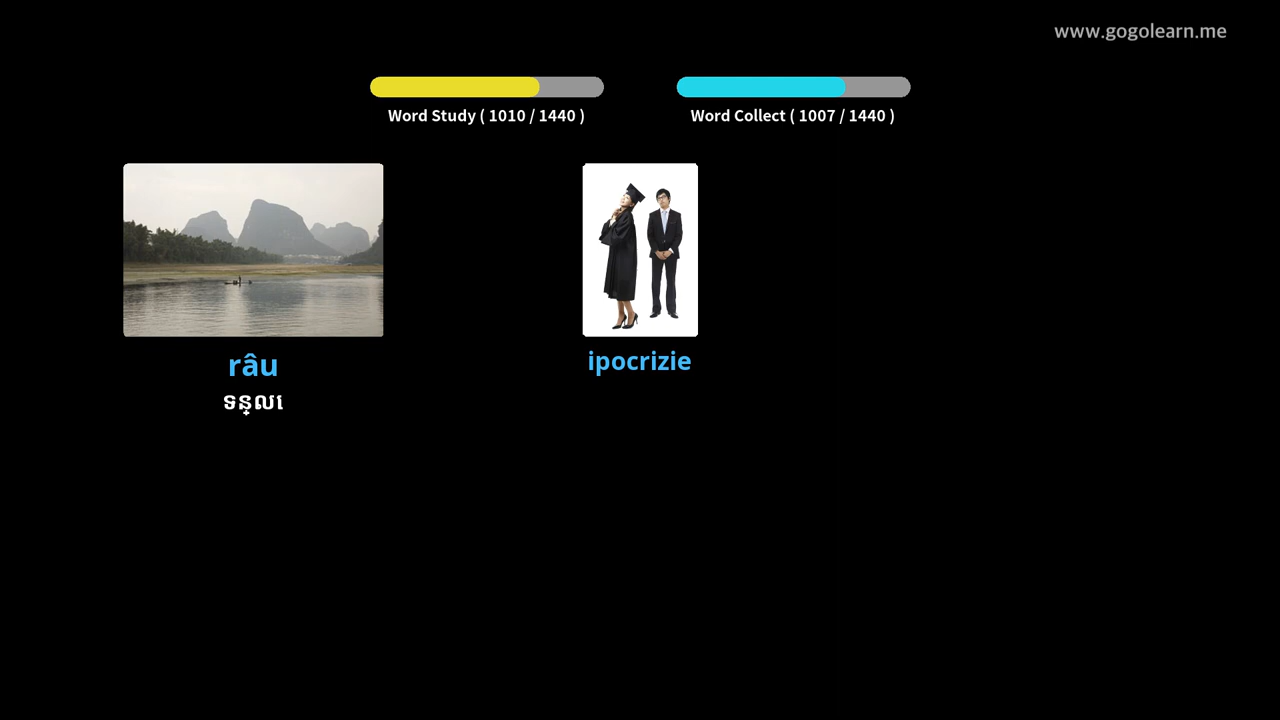 www.gogolearn.me
Word Study ( 1010 / 1440 )
Word Collect ( 1007 / 1440 )
râu
ទន្លេ
ipocrizie